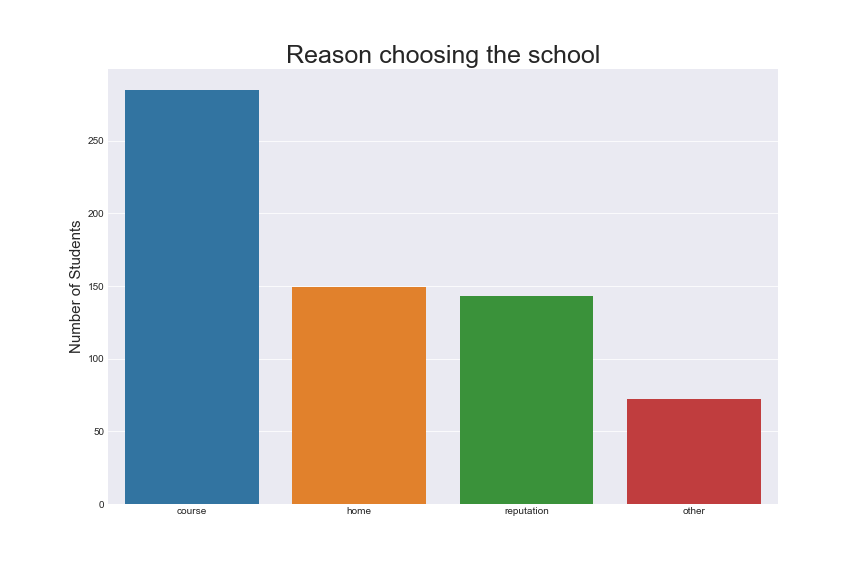 Reason choosing the school
Number of Students
250
200
150
100
50
0
course
home
reputation
other